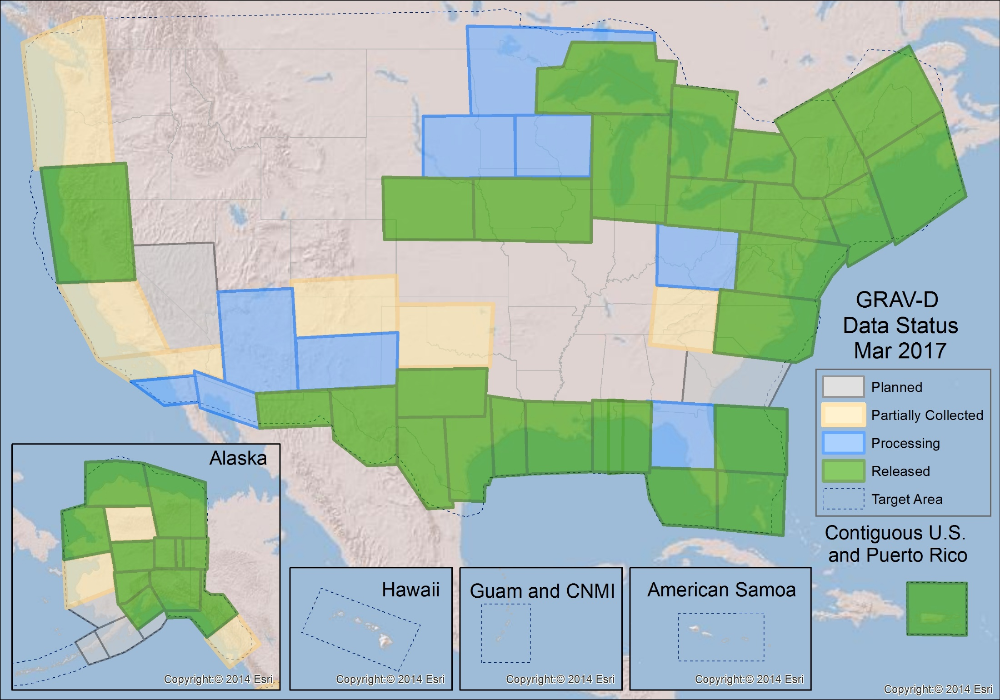 GRAV-D
Data Status
Mar 2017
Planned
Partially Collected
Processing
Released
Target Area
Contiguous U.S.
and Puerto Rico
Alaska
Copyright:© 2014 Esri
Hawaii
Copyright:© 2014 Esri
Guam and CNMI
Copyright:© 2014 Esri
American Samoa
Copyright:© 2014 Esri
Copyright:© 2014 Esri